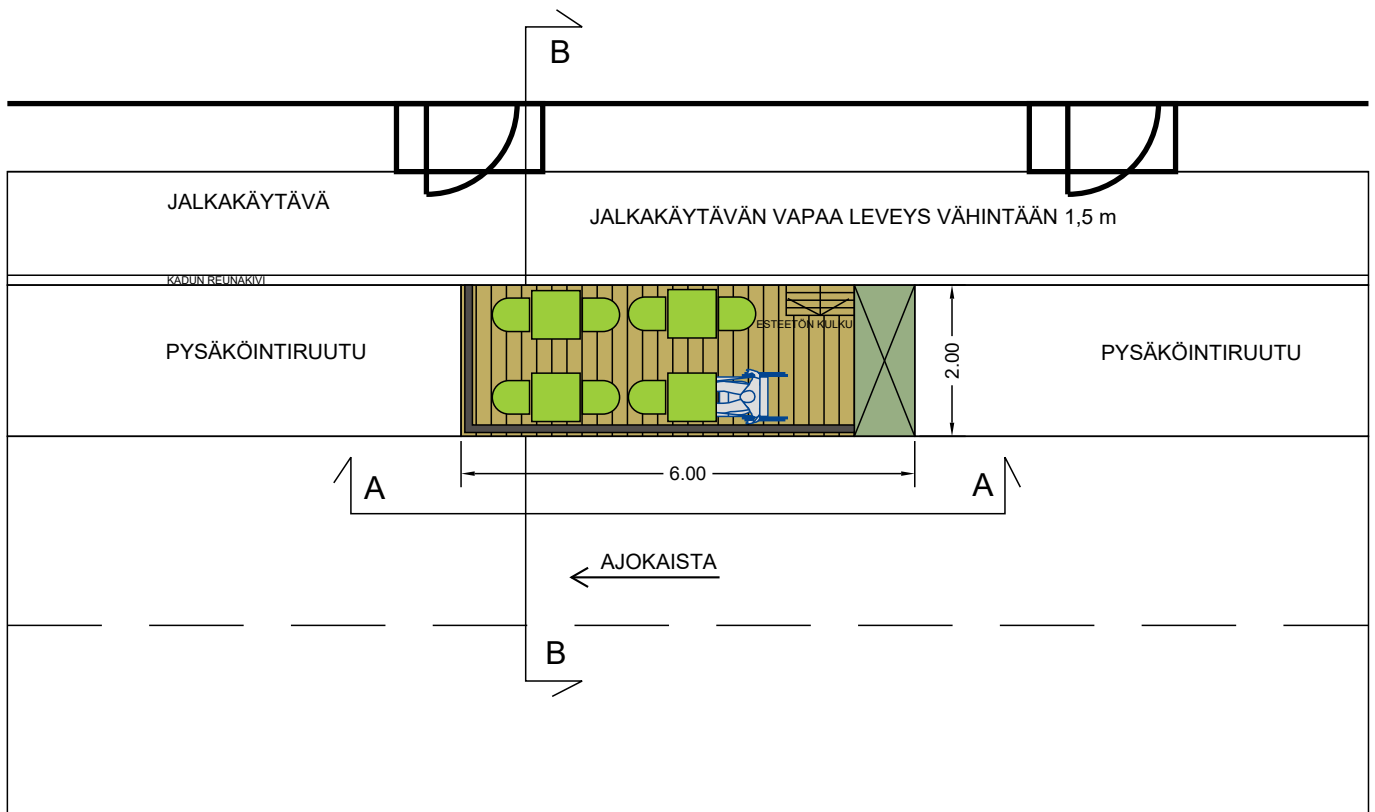 B
JALKAKÄYTÄVÄ
JALKAKÄYTÄVÄN VAPAA LEVEYS VÄHINTÄÄN 1,5 m
KADUN REUNAKIVI
ESTEETÖN KULKU
PYSÄKÖINTIRUUTU
2.00
PYSÄKÖINTIRUUTU
6.00
A
A
AJOKAISTA
B